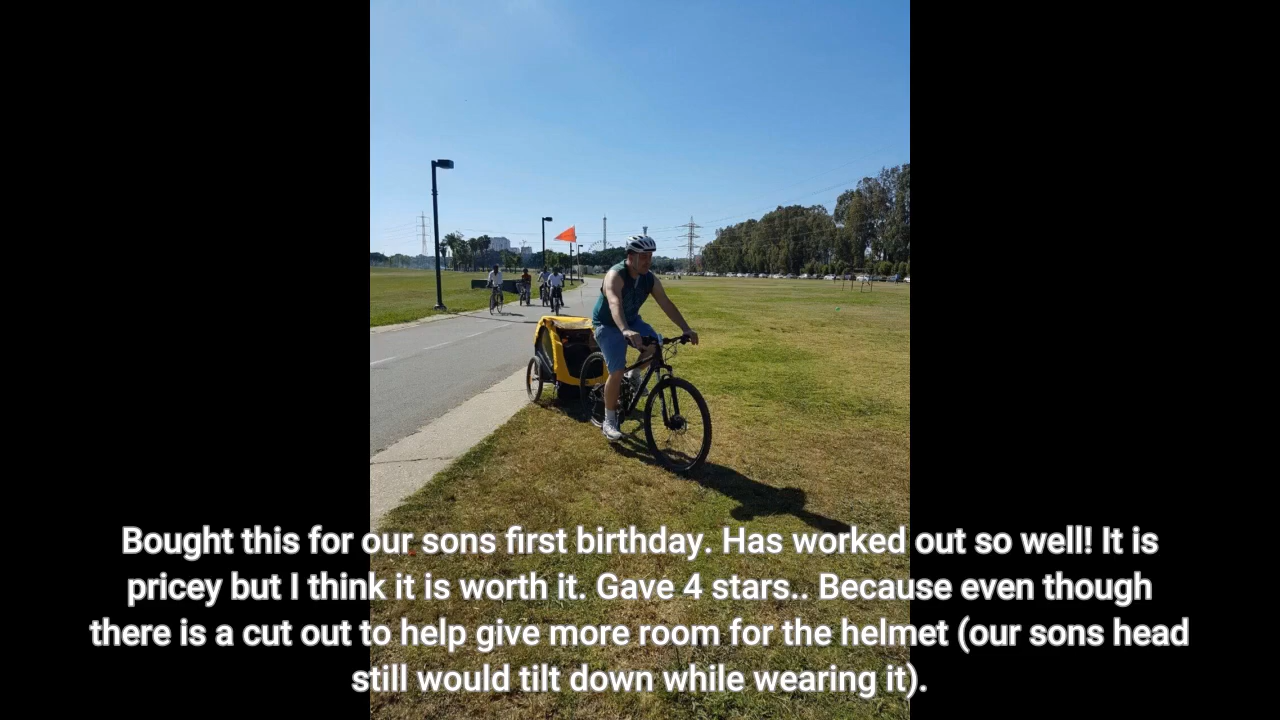 Bought this for our sons first birthday. Has worked out so well! It is
pricey but I think it is worth it. Gave 4 stars.. Because even though
there is a cut out to help give more room for the helmet (our sons head
still would tilt down while wearing it).